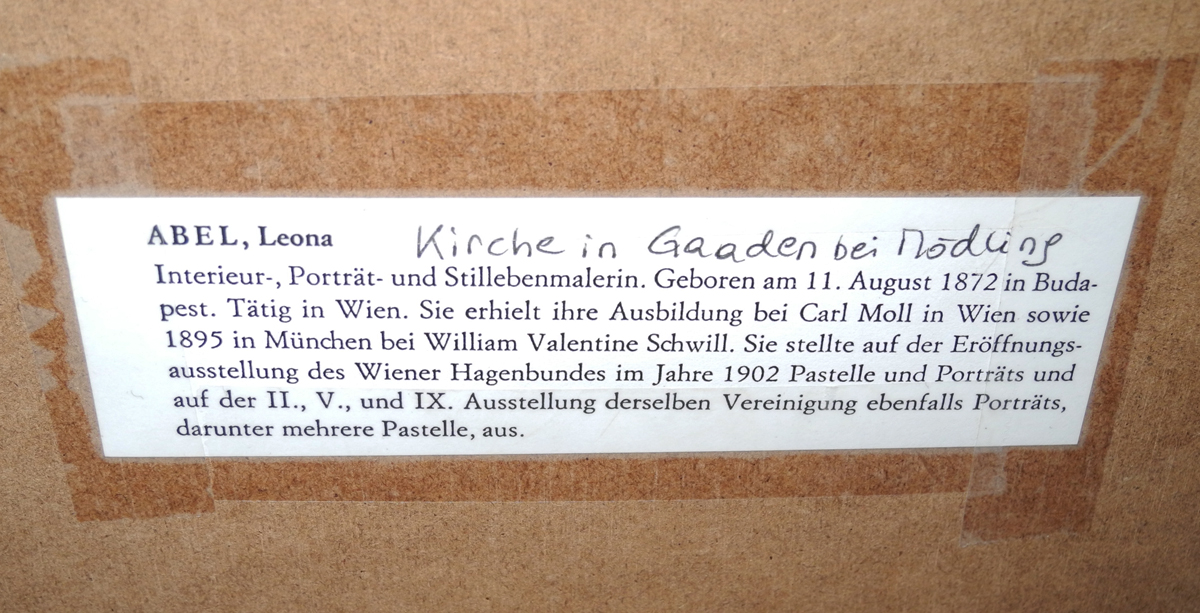 ABEL, Leona Kirche in Gaaden bei Mödling
Interieur-, Porträt- und Stillebenmalerin. Geboren am 11. August 1872 in Buda-
pest. Tätig in Wien. Sie erhielt ihre Ausbildung bei Carl Moll in Wien sowie
1895 in München bei William Valentine Schwill. Sie stellte auf der Eröffnungs-
ausstellung des Wiener Hagenbundes im Jahre 1902 Pastelle und Porträts und
auf der II., V., und IX. Ausstellung derselben Vereinigung ebenfalls Porträts,
darunter mehrere Pastelle, aus.